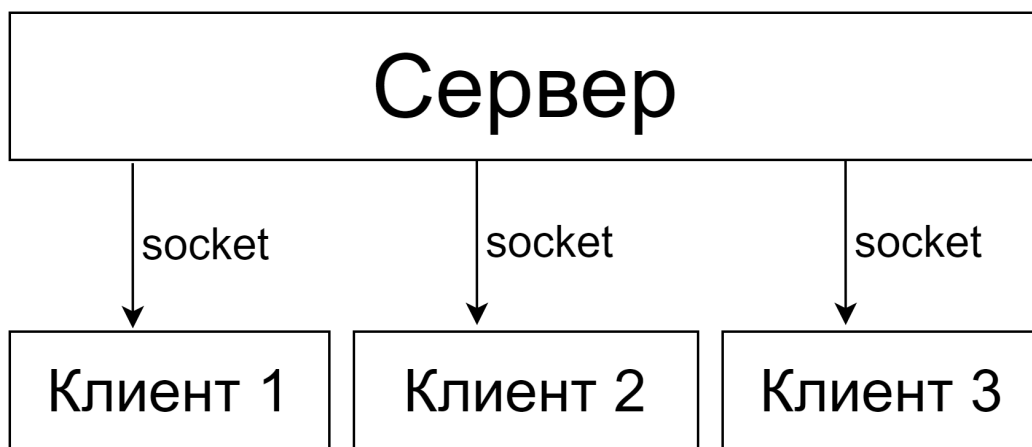 Сервер
socket
socket
socket
Клиент 1
Клиент 2
Клиент 3